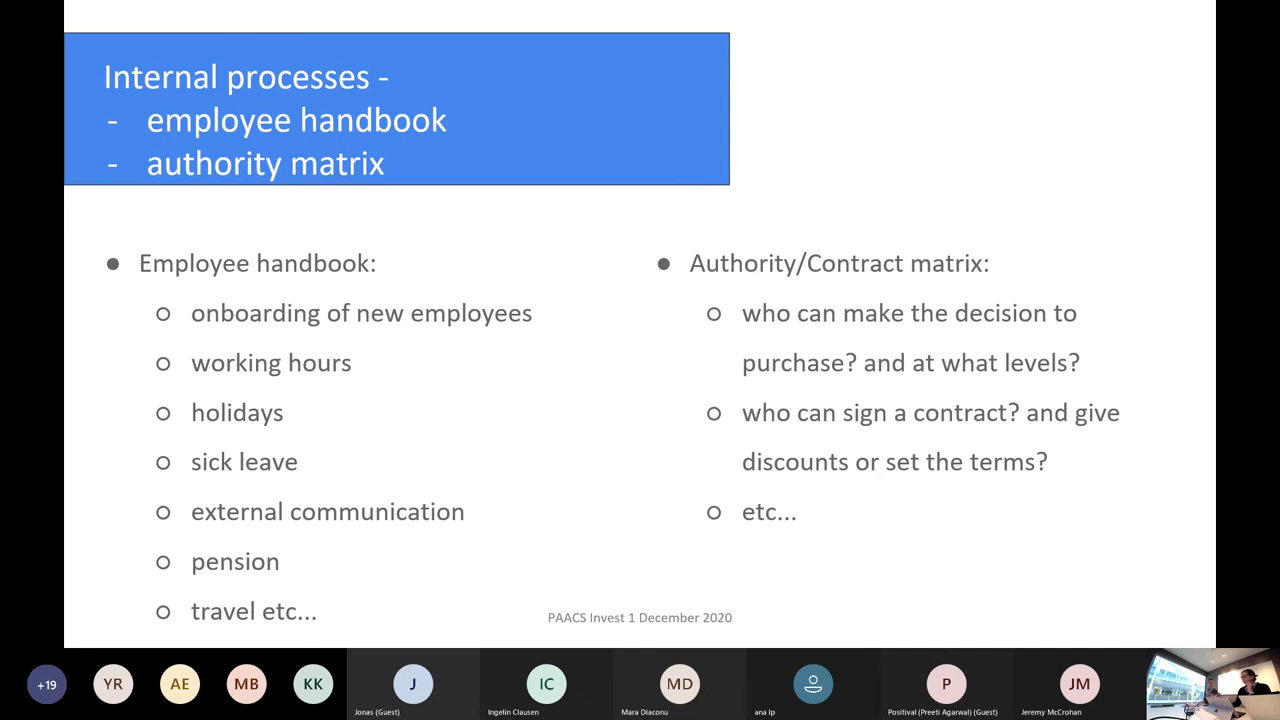 Internal processes -
- employee handbook
- authority matrix
● Employee handbook:
○ onboarding of new employees
○ working hours
○ holidays
○ sick leave
○ external communication
○ pension
○ travel etc...
● Authority/Contract matrix:
○ who can make the decision to
purchase? and at what levels?
○ who can sign a contract? and give
discounts or set the terms?
○ etc...
PAACS Invest 1 December 2020
+19
YR
AE
MB
KK
J
Jonas (Guest)
IC
Ingelin Clausen
MD
Mara Diaconu
ana lp
P
Positival (Preeti Agarwal) (Guest)
JM
Jeremy McCrohan